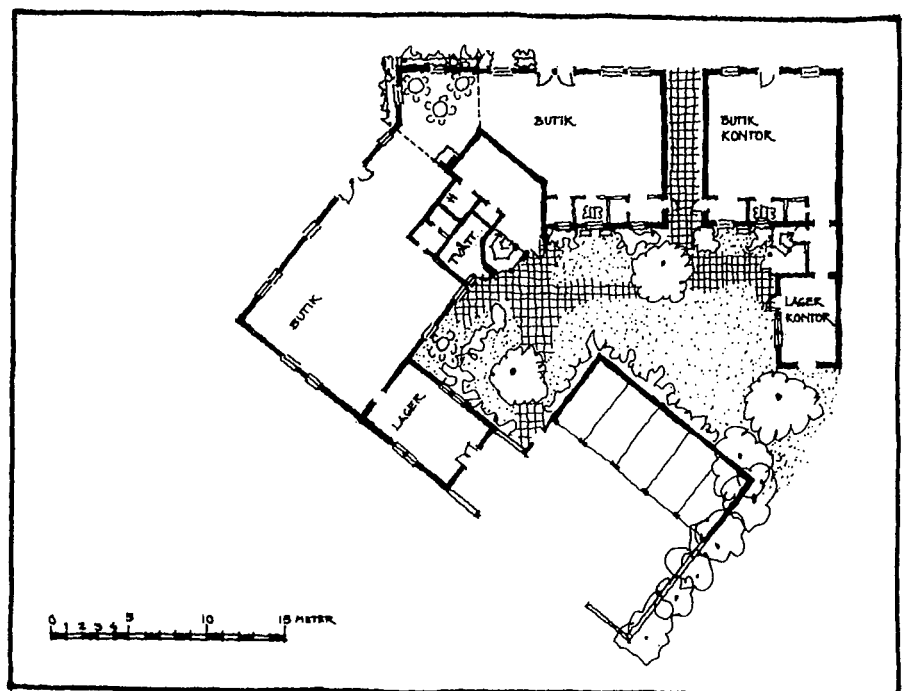 BUTIK
BUTIK
KONTOR
H
TVÄTT
BUTIK
LAGER
KONTOR
LAGER
0 1 2 3 4 5 10 15 METER